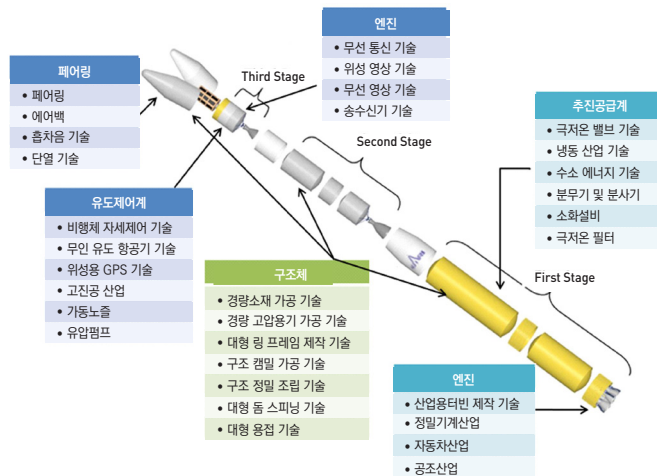 엔진
• 무선 통신 기술
• 위성 영상 기술
• 무선 영상 기술
• 송수신기 기술
페어링
• 페어링
• 에어백
• 흡차음 기술
• 단열 기술
Third Stage
추진공급계
• 극저온 밸브 기술
• 냉동 산업 기술
• 수소 에너지 기술
• 분무기 및 분사기
• 소화설비
• 극저온 필터
Second Stage
유도제어계
• 비행체 자세제어 기술
• 무인 유도 항공기 기술
• 위성용 GPS 기술
• 고진공 산업
• 가동노즐
• 유압펌프
구조체
• 경량소재 가공 기술
• 경량 고압용기 가공 기술
• 대형 링 프레임 제작 기술
• 구조 캠밀 가공 기술
• 구조 정밀 조립 기술
• 대형 돔 스피닝 기술
• 대형 용접 기술
First Stage
엔진
• 산업용터빈 제작 기술
• 정밀기계산업
• 자동차산업
• 공조산업